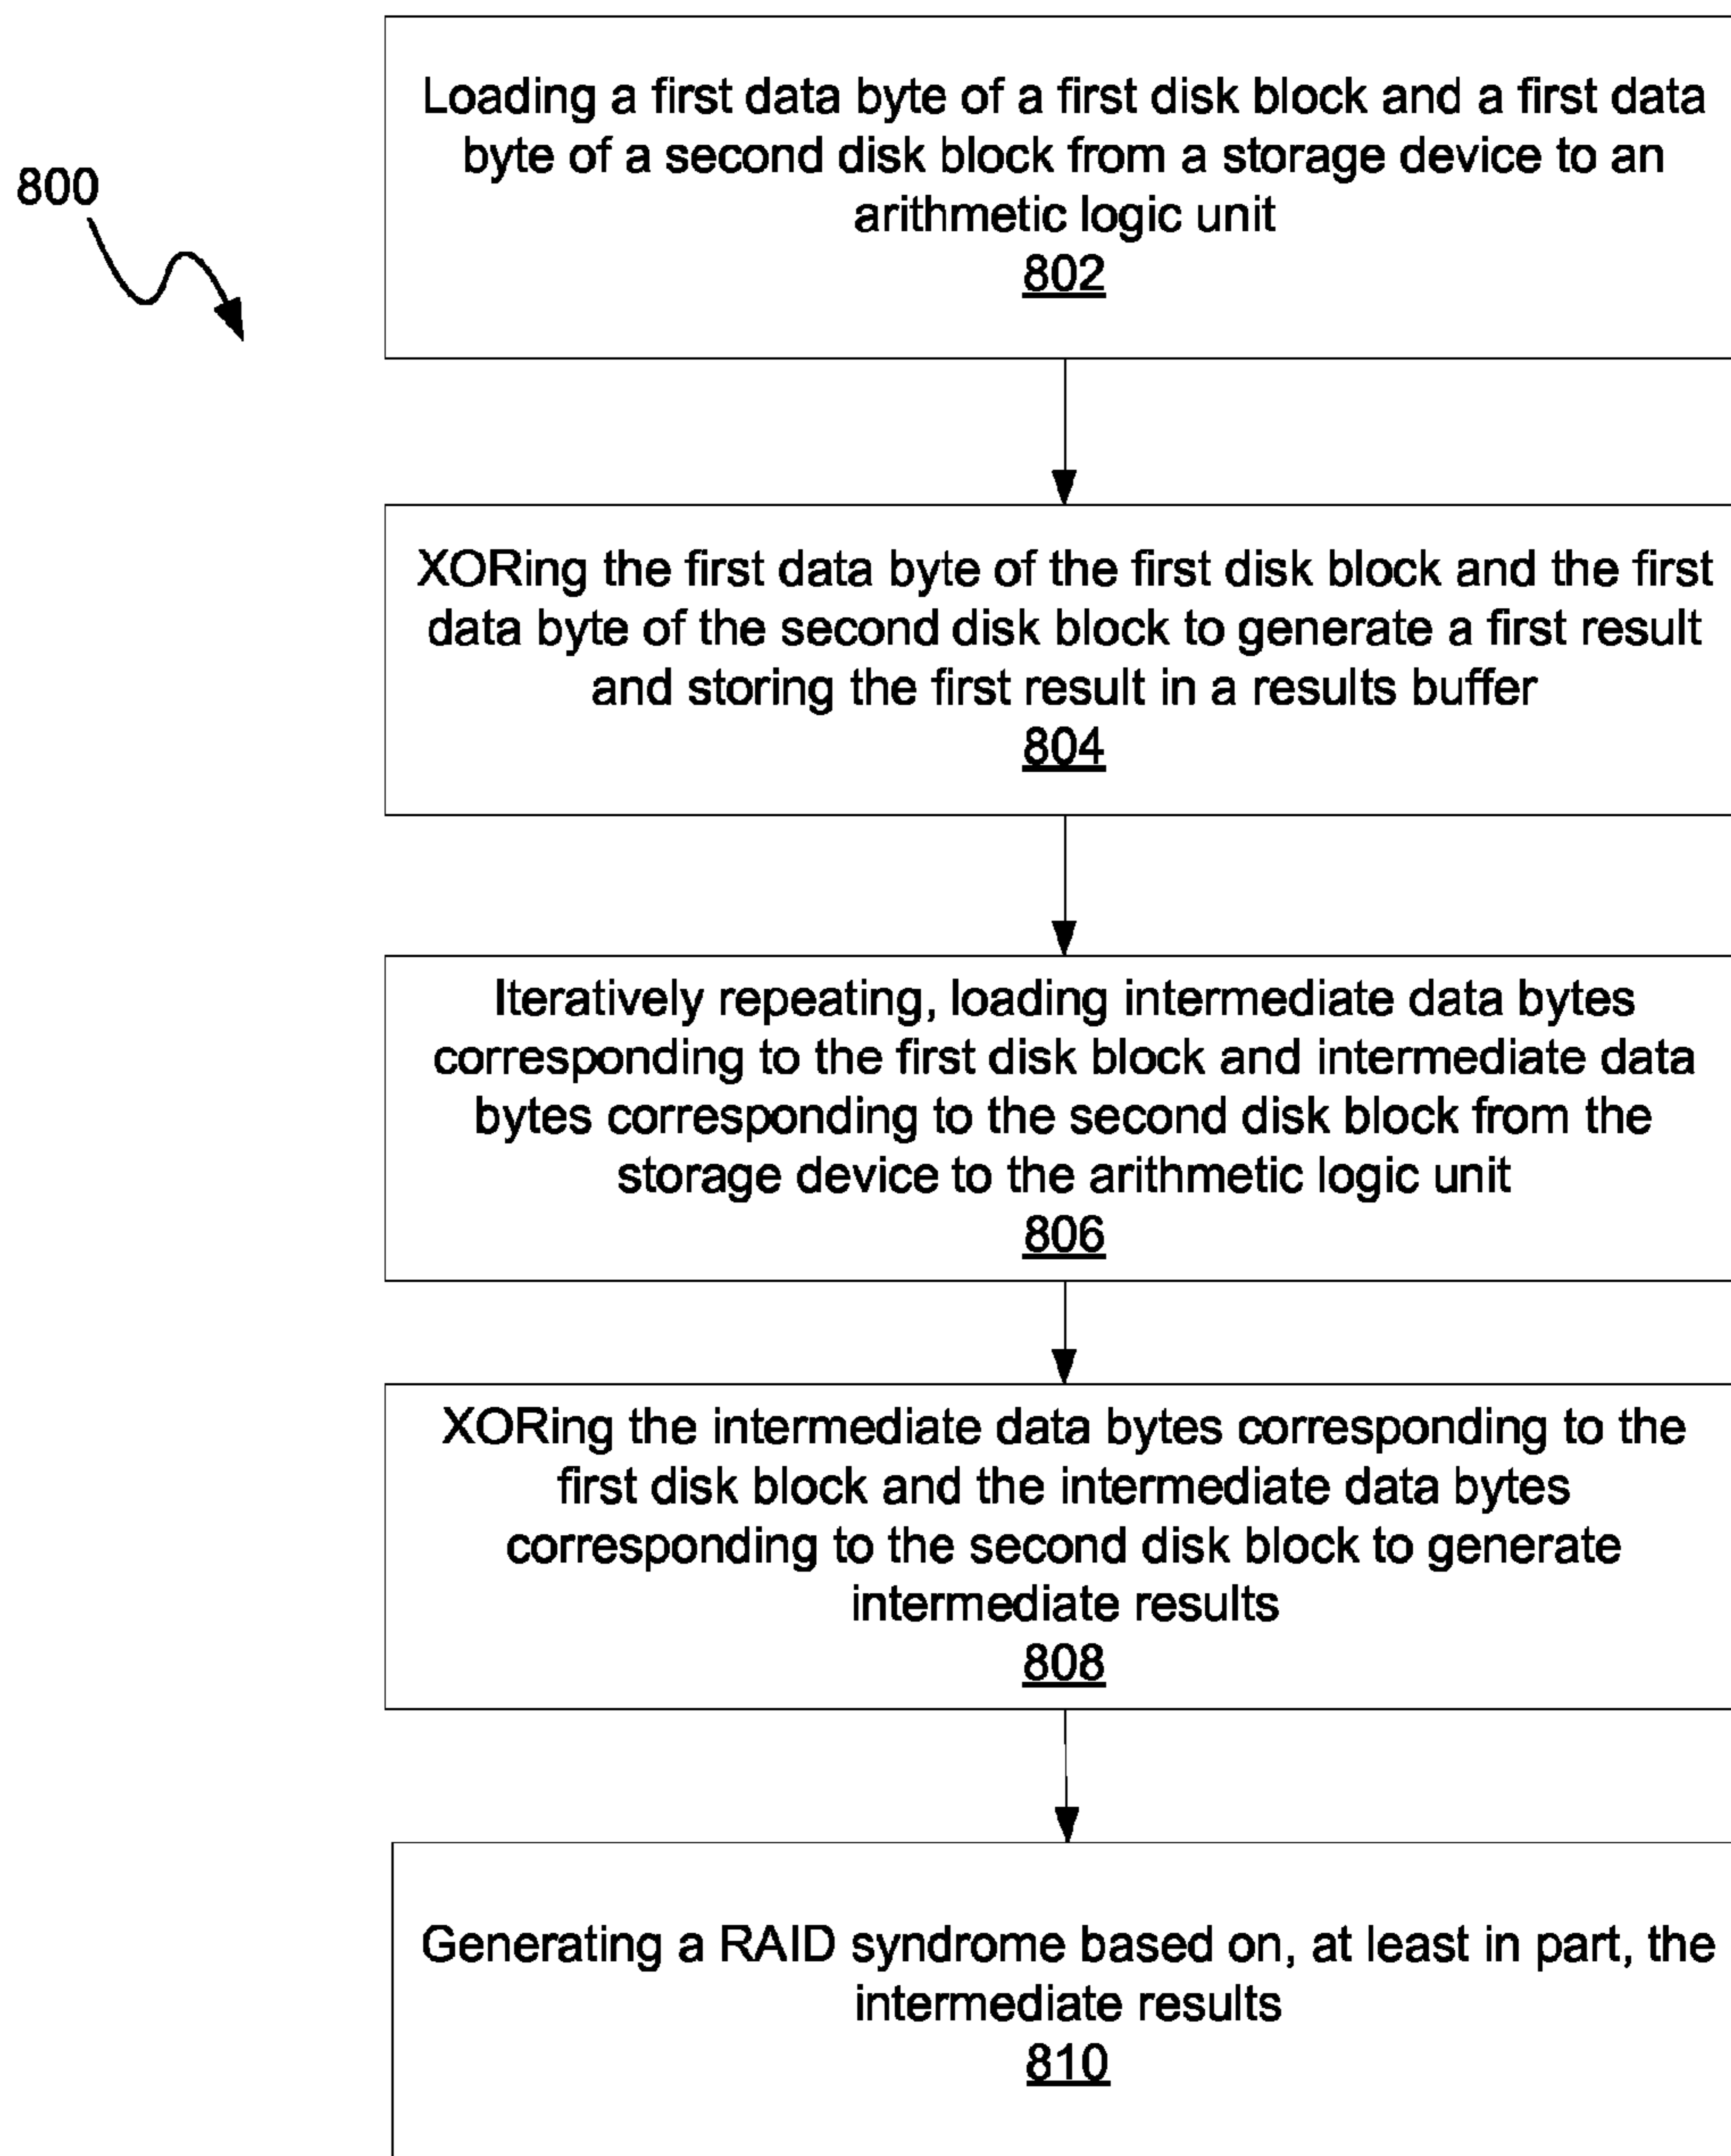 800
Loading a first data byte of a first disk block and a first data
byte of a second disk block from a storage device to an
arithmetic logic unit
802
XORing the first data byte of the first disk block and the first
data byte of the second disk block to generate a first result
and storing the first result in a results buffer
804
Iteratively repeating, loading intermediate data bytes
corresponding to the first disk block and intermediate data
bytes corresponding to the second disk block from the
storage device to the arithmetic logic unit
806
XORing the intermediate data bytes corresponding to the
first disk block and the intermediate data bytes
corresponding to the second disk block to generate
intermediate results
808
Generating a RAID syndrome based on, at least in part, the
intermediate results
810